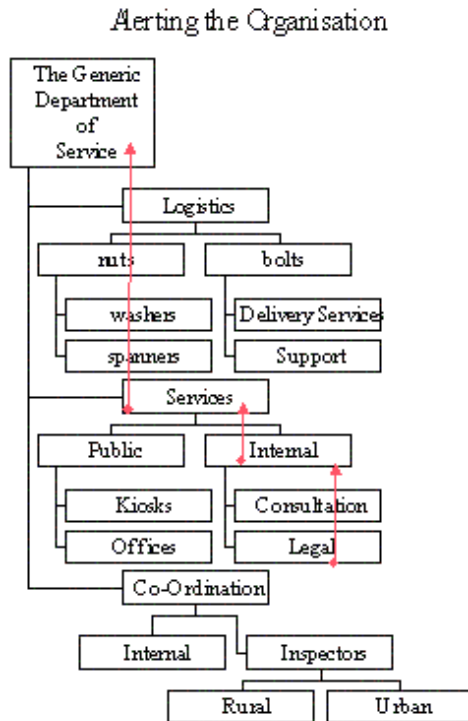 Alerting the Organisation
The Generic
Department
of
Service
Logistics
nuts
bolts
washers
Delivery Services
spanners
Support
Services
Public
Internal
Kiosks
Consultation
Offices
Legal
Co-Ordination
Internal
Inspectors
Rural
Urban